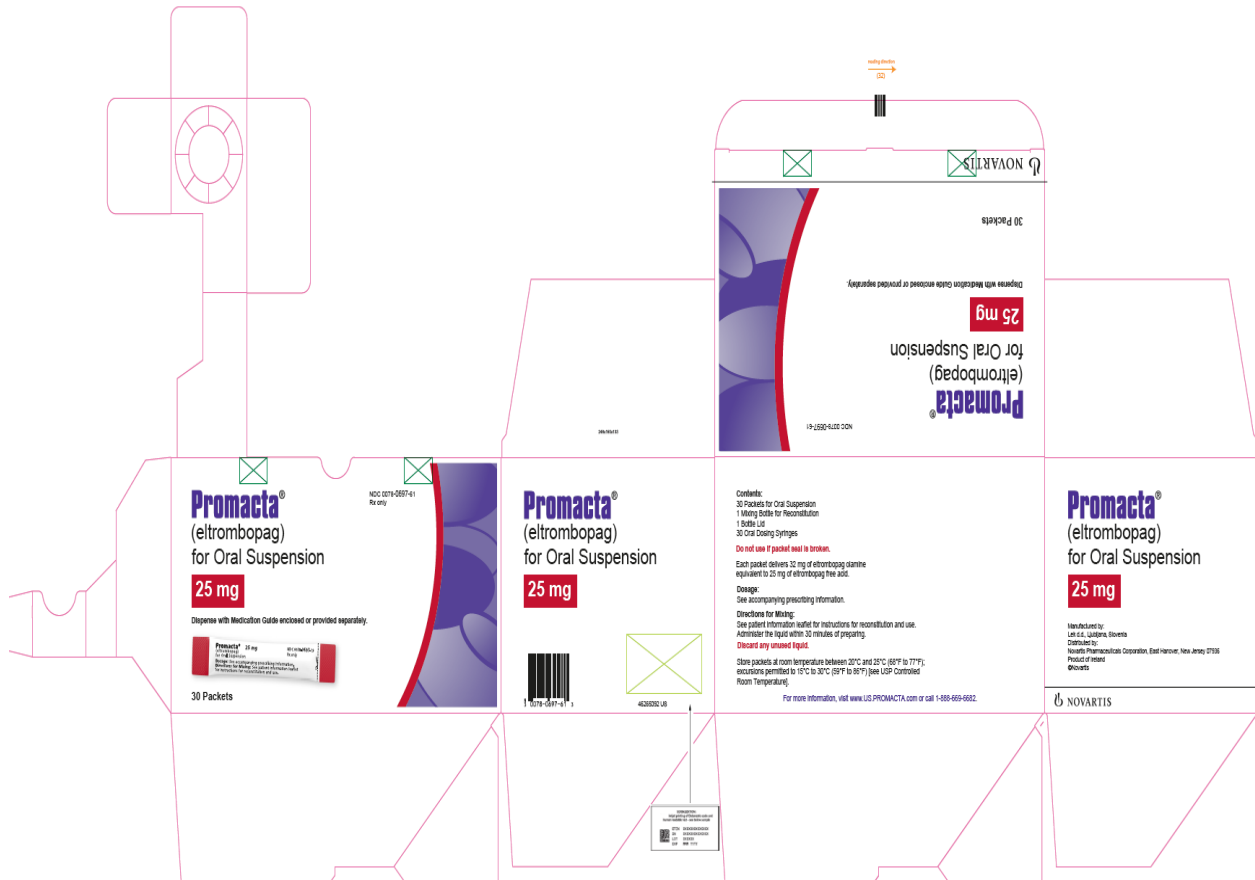 reading direction
NOVARTIS
30 Packets
Dispense with Medication Guide enclosed or provided separately.
25 mg
for Oral Suspension
(eltrombopag)
Promacta®
NDC 0078-0697-61
Promacta®
(eltrombopag)
for Oral Suspension
25 mg
NDC 0078-0697-61
Rx only
Dispense with Medication Guide enclosed or provided separately.
Promacta® 25 mg
30 Packets
Promacta®
(eltrombopag)
for Oral Suspension
25 mg
0078-0697-61 3
46265092 US
Contents:
30 Packets for Oral Suspension
1 Mixing Bottle for Reconstitution
1 Bottle Lid
30 Oral Dosing Syringes
Do not use if packet seal is broken.
Each packet delivers 32 mg of eltrombopag olamine
equivalent to 25 mg of eltrombopag free acid.
Dosage:
See accompanying prescribing information.
Directions for Mixing:
See patient information leaflet for instructions for reconstitution and use.
Administer the liquid within 30 minutes of preparing.
Discard any unused liquid.
Store packets at room temperature between 20°C and 25°C (68°F to 77°F);
excursions permitted to 15°C to 30°C (59°F to 86°F) [see USP Controlled
Room Temperature].
For more information, visit www.US.PROMACTA.com or call 1-888-669-6682.
Promacta®
(eltrombopag)
for Oral Suspension
25 mg
Manufactured by:
Lek d.d., Ljubljana, Slovenia
Distributed by:
Novartis Pharmaceuticals Corporation, East Hanover, New Jersey 07936
Product of Ireland
©Novartis
NOVARTIS